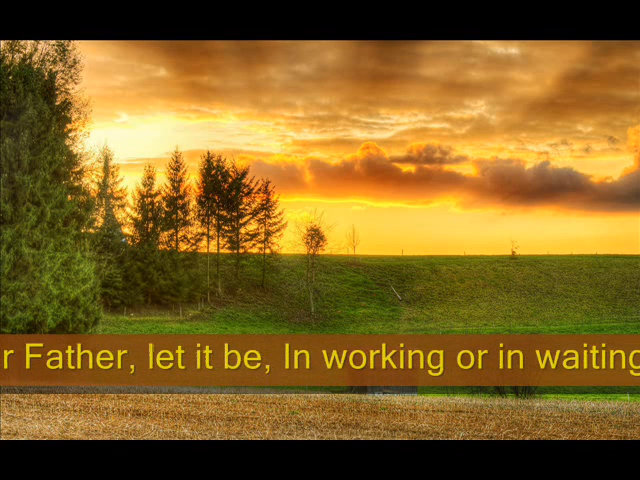 r Father, let it be, In working or in waiting